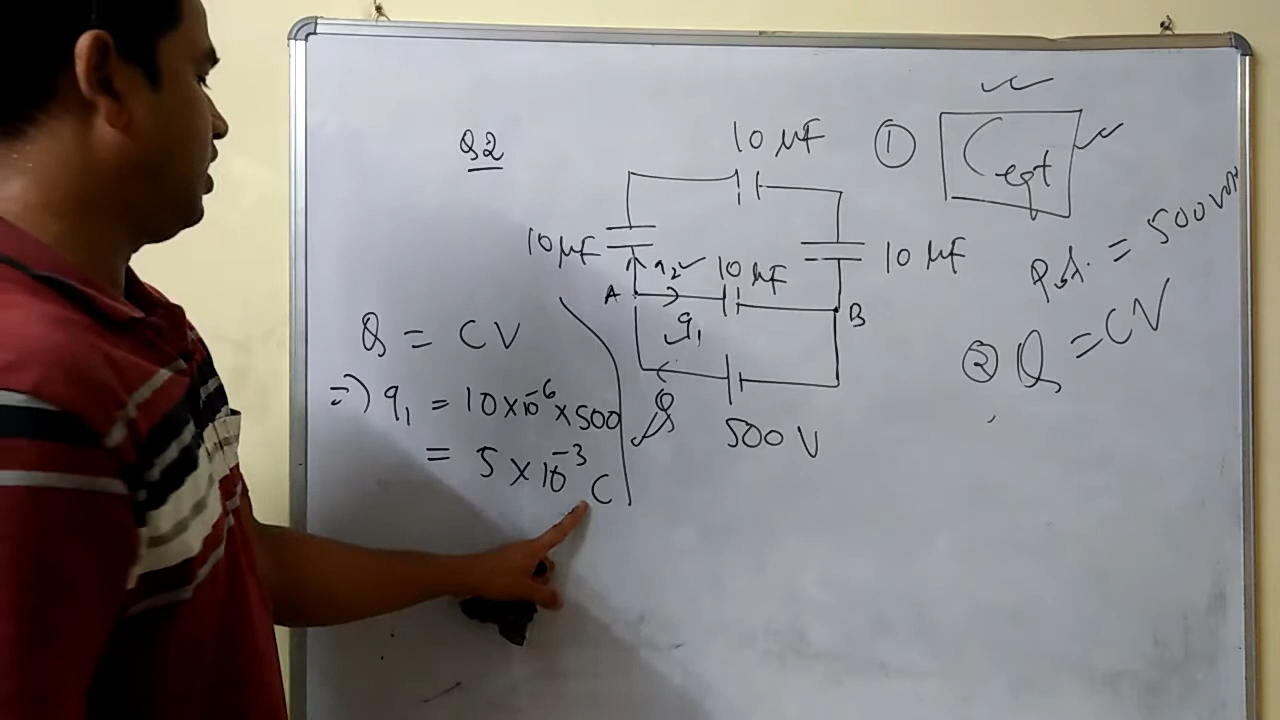 Q2
10 μF
10 μF
q₂
10 μF
10 μF
A
B
q₁
Q
500 V
Q = CV
=) q₁ = 10×10⁻⁶×500
= 5×10⁻³ C
① Ceqt
p.d. = 500 volt
② Q = CV